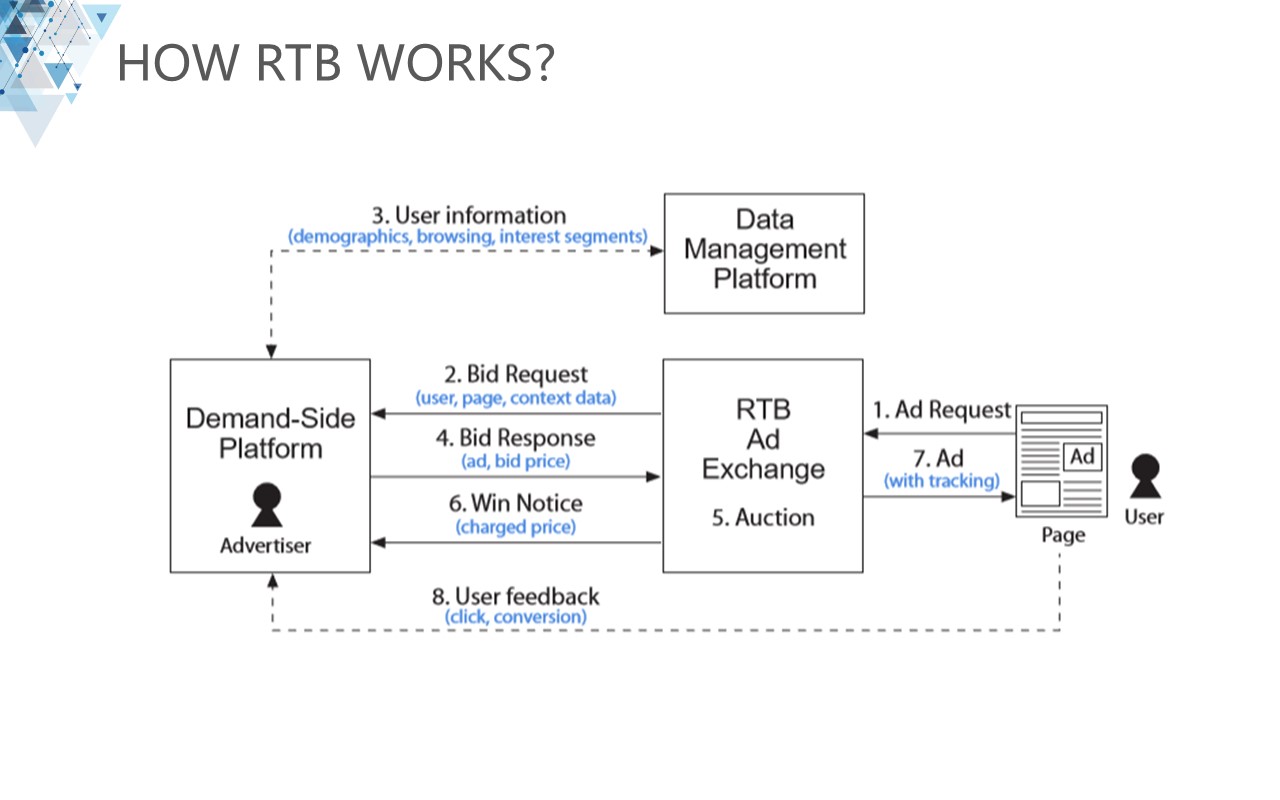 HOW RTB WORKS?
3. User information
(demographics, browsing, interest segments)
Data
Management
Platform
Demand-Side
Platform
Advertiser
2. Bid Request
(user, page, context data)
4. Bid Response
(ad, bid price)
6. Win Notice
(charged price)
RTB
Ad
Exchange
5. Auction
1. Ad Request
7. Ad
(with tracking)
Ad
Page
User
8. User feedback
(click, conversion)